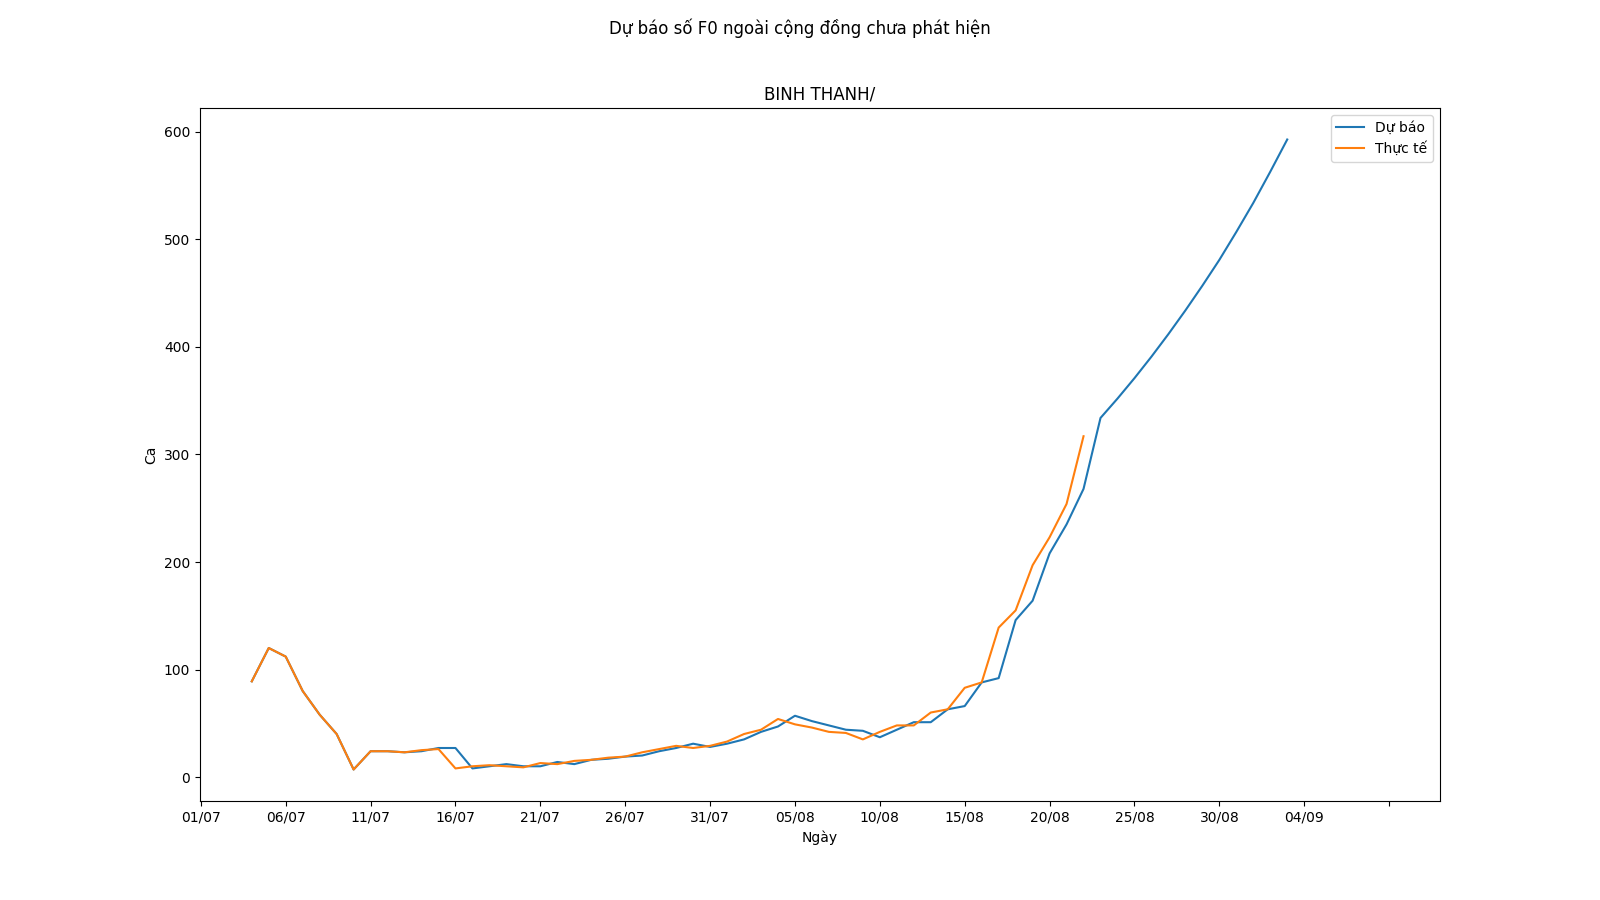 Dự báo số F0 ngoài cộng đồng chưa phát hiện
BINH THANH/
Dự báo
Thực tế
600
500
400
300
200
100
0
Ca
01/07 06/07 11/07 16/07 21/07 26/07 31/07 05/08 10/08 15/08 20/08 25/08 30/08 04/09
Ngày